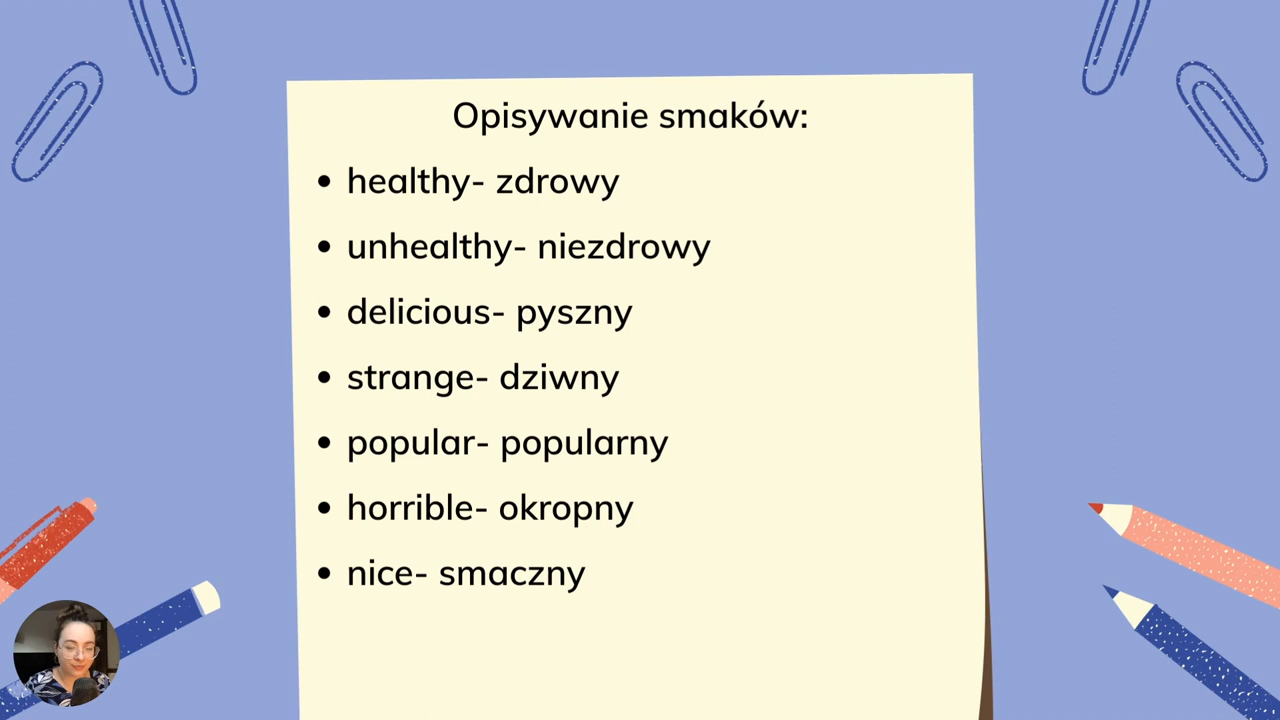 Opisywanie smaków:
• healthy- zdrowy
• unhealthy- niezdrowy
• delicious- pyszny
• strange- dziwny
• popular- popularny
• horrible- okropny
• nice- smaczny